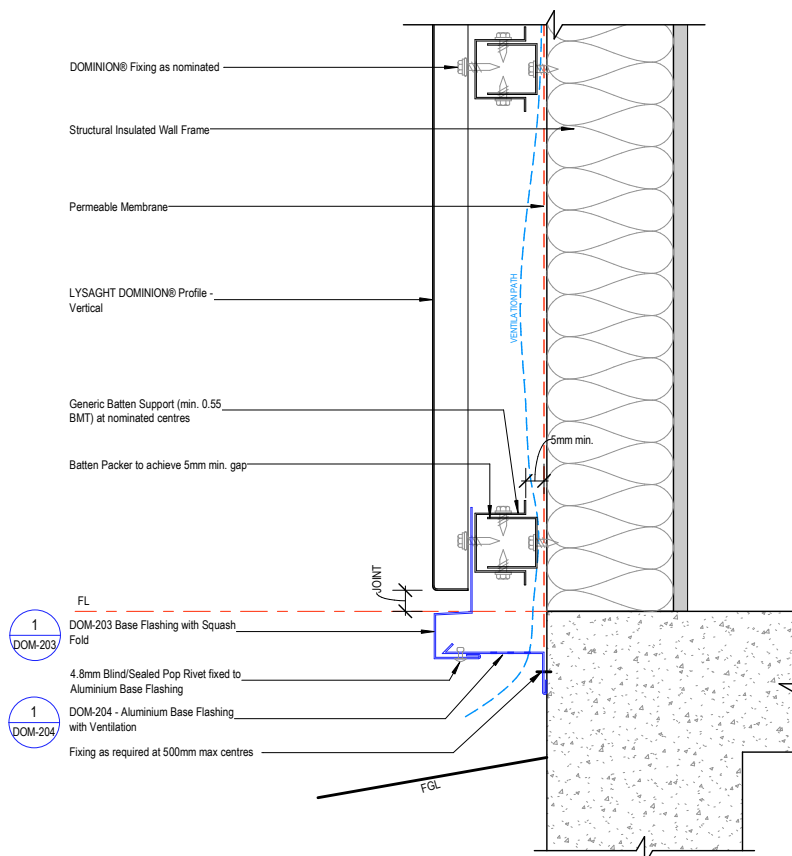 DOMINION® Fixing as nominated
Structural Insulated Wall Frame
Permeable Membrane
VENTILATION PATH
LYSAGHT DOMINION® Profile -
Vertical
Generic Batten Support (min. 0.55
BMT) at nominated centres
5mm min.
Batten Packer to achieve 5mm min. gap
JOINT
FL
1
DOM-203
DOM-203 Base Flashing with Squash
Fold
4.8mm Blind/Sealed Pop Rivet fixed to
Aluminium Base Flashing
1
DOM-204
DOM-204 - Aluminium Base Flashing
with Ventilation
Fixing as required at 500mm max centres
FGL